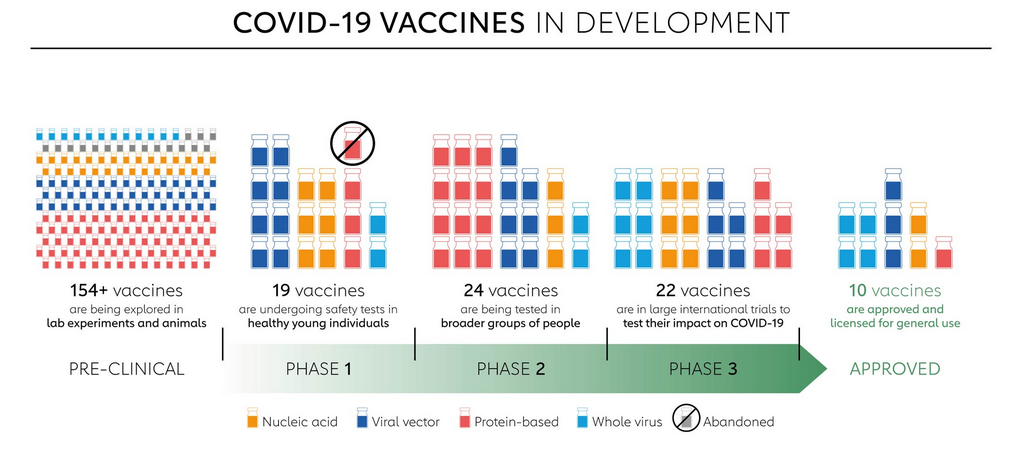 COVID-19 VACCINES IN DEVELOPMENT
154+ vaccines
are being explored in
lab experiments and animals
19 vaccines
are undergoing safety tests in
healthy young individuals
24 vaccines
are being tested in
broader groups of people
22 vaccines
are in large international trials to
test their impact on COVID-19
10 vaccines
are approved and
licensed for general use
PRE-CLINICAL
PHASE 1
PHASE 2
PHASE 3
APPROVED
Nucleic acid
Viral vector
Protein-based
Whole virus
Abandoned